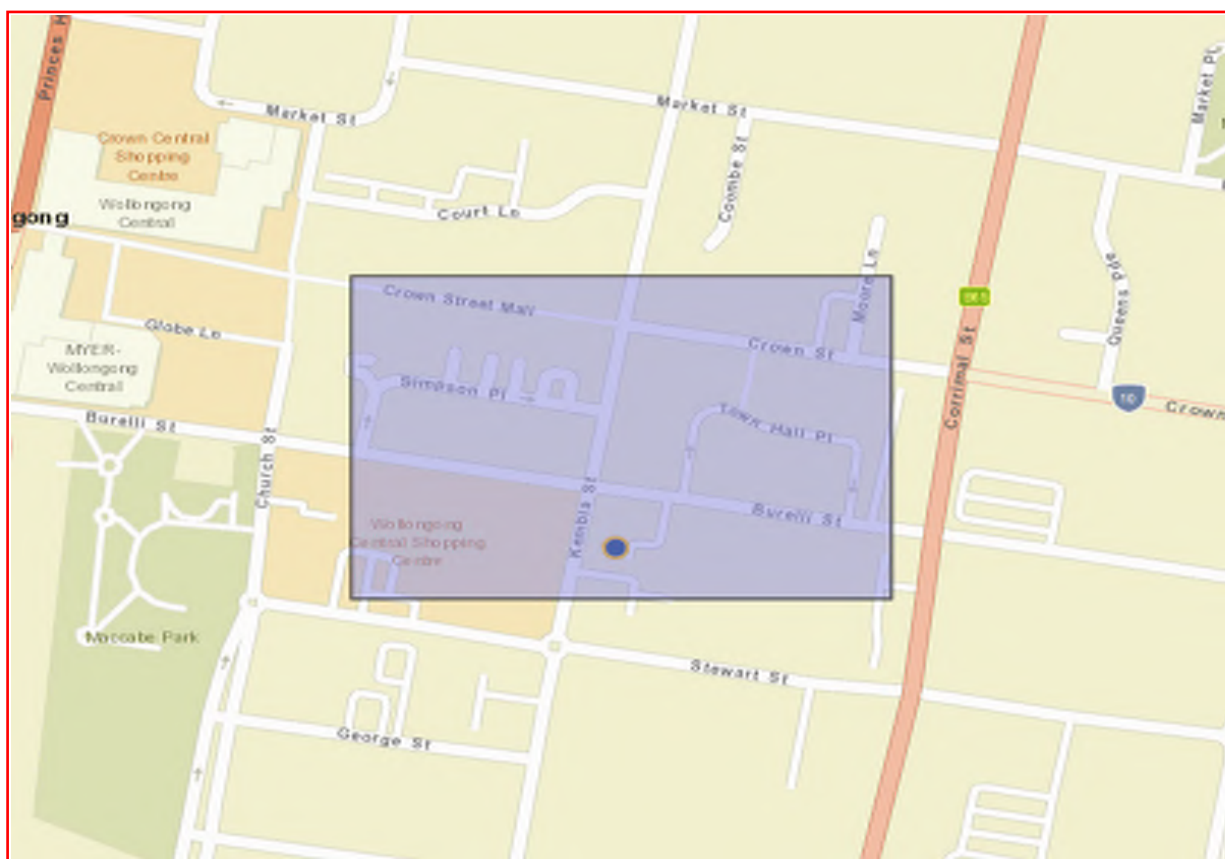 Princes H
Market St
Market St
Market Pl
Crown Central
Shopping
Centre
Coombe St
Wollongong
Central
gong
Court Ln
Moore Ln
Queens Pde
Crown Street Mall
Globe Ln
Crown St
MYER-
Wollongong
Central
Corrimal St
Simpson Pl
10
Crown
Burelli St
Town Hall Pl
Church St
Kembla St
Burelli St
Wollongong
Central Shopping
Centre
Maccabe Park
Stewart St
George St